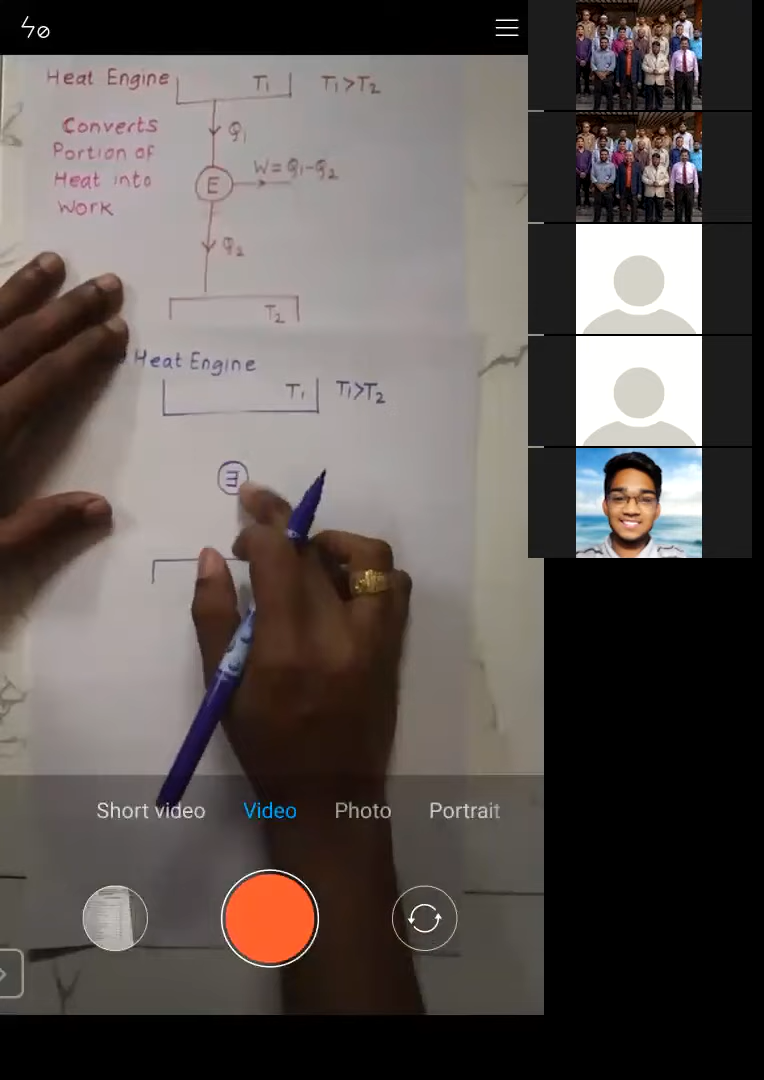 Heat Engine
T1
T1>T2
Converts
Portion of
Heat into
Work
Q1
E
W = Q1-Q2
Q2
T2
Heat Engine
T1
T1>T2
Ǝ
Short video
Video
Photo
Portrait